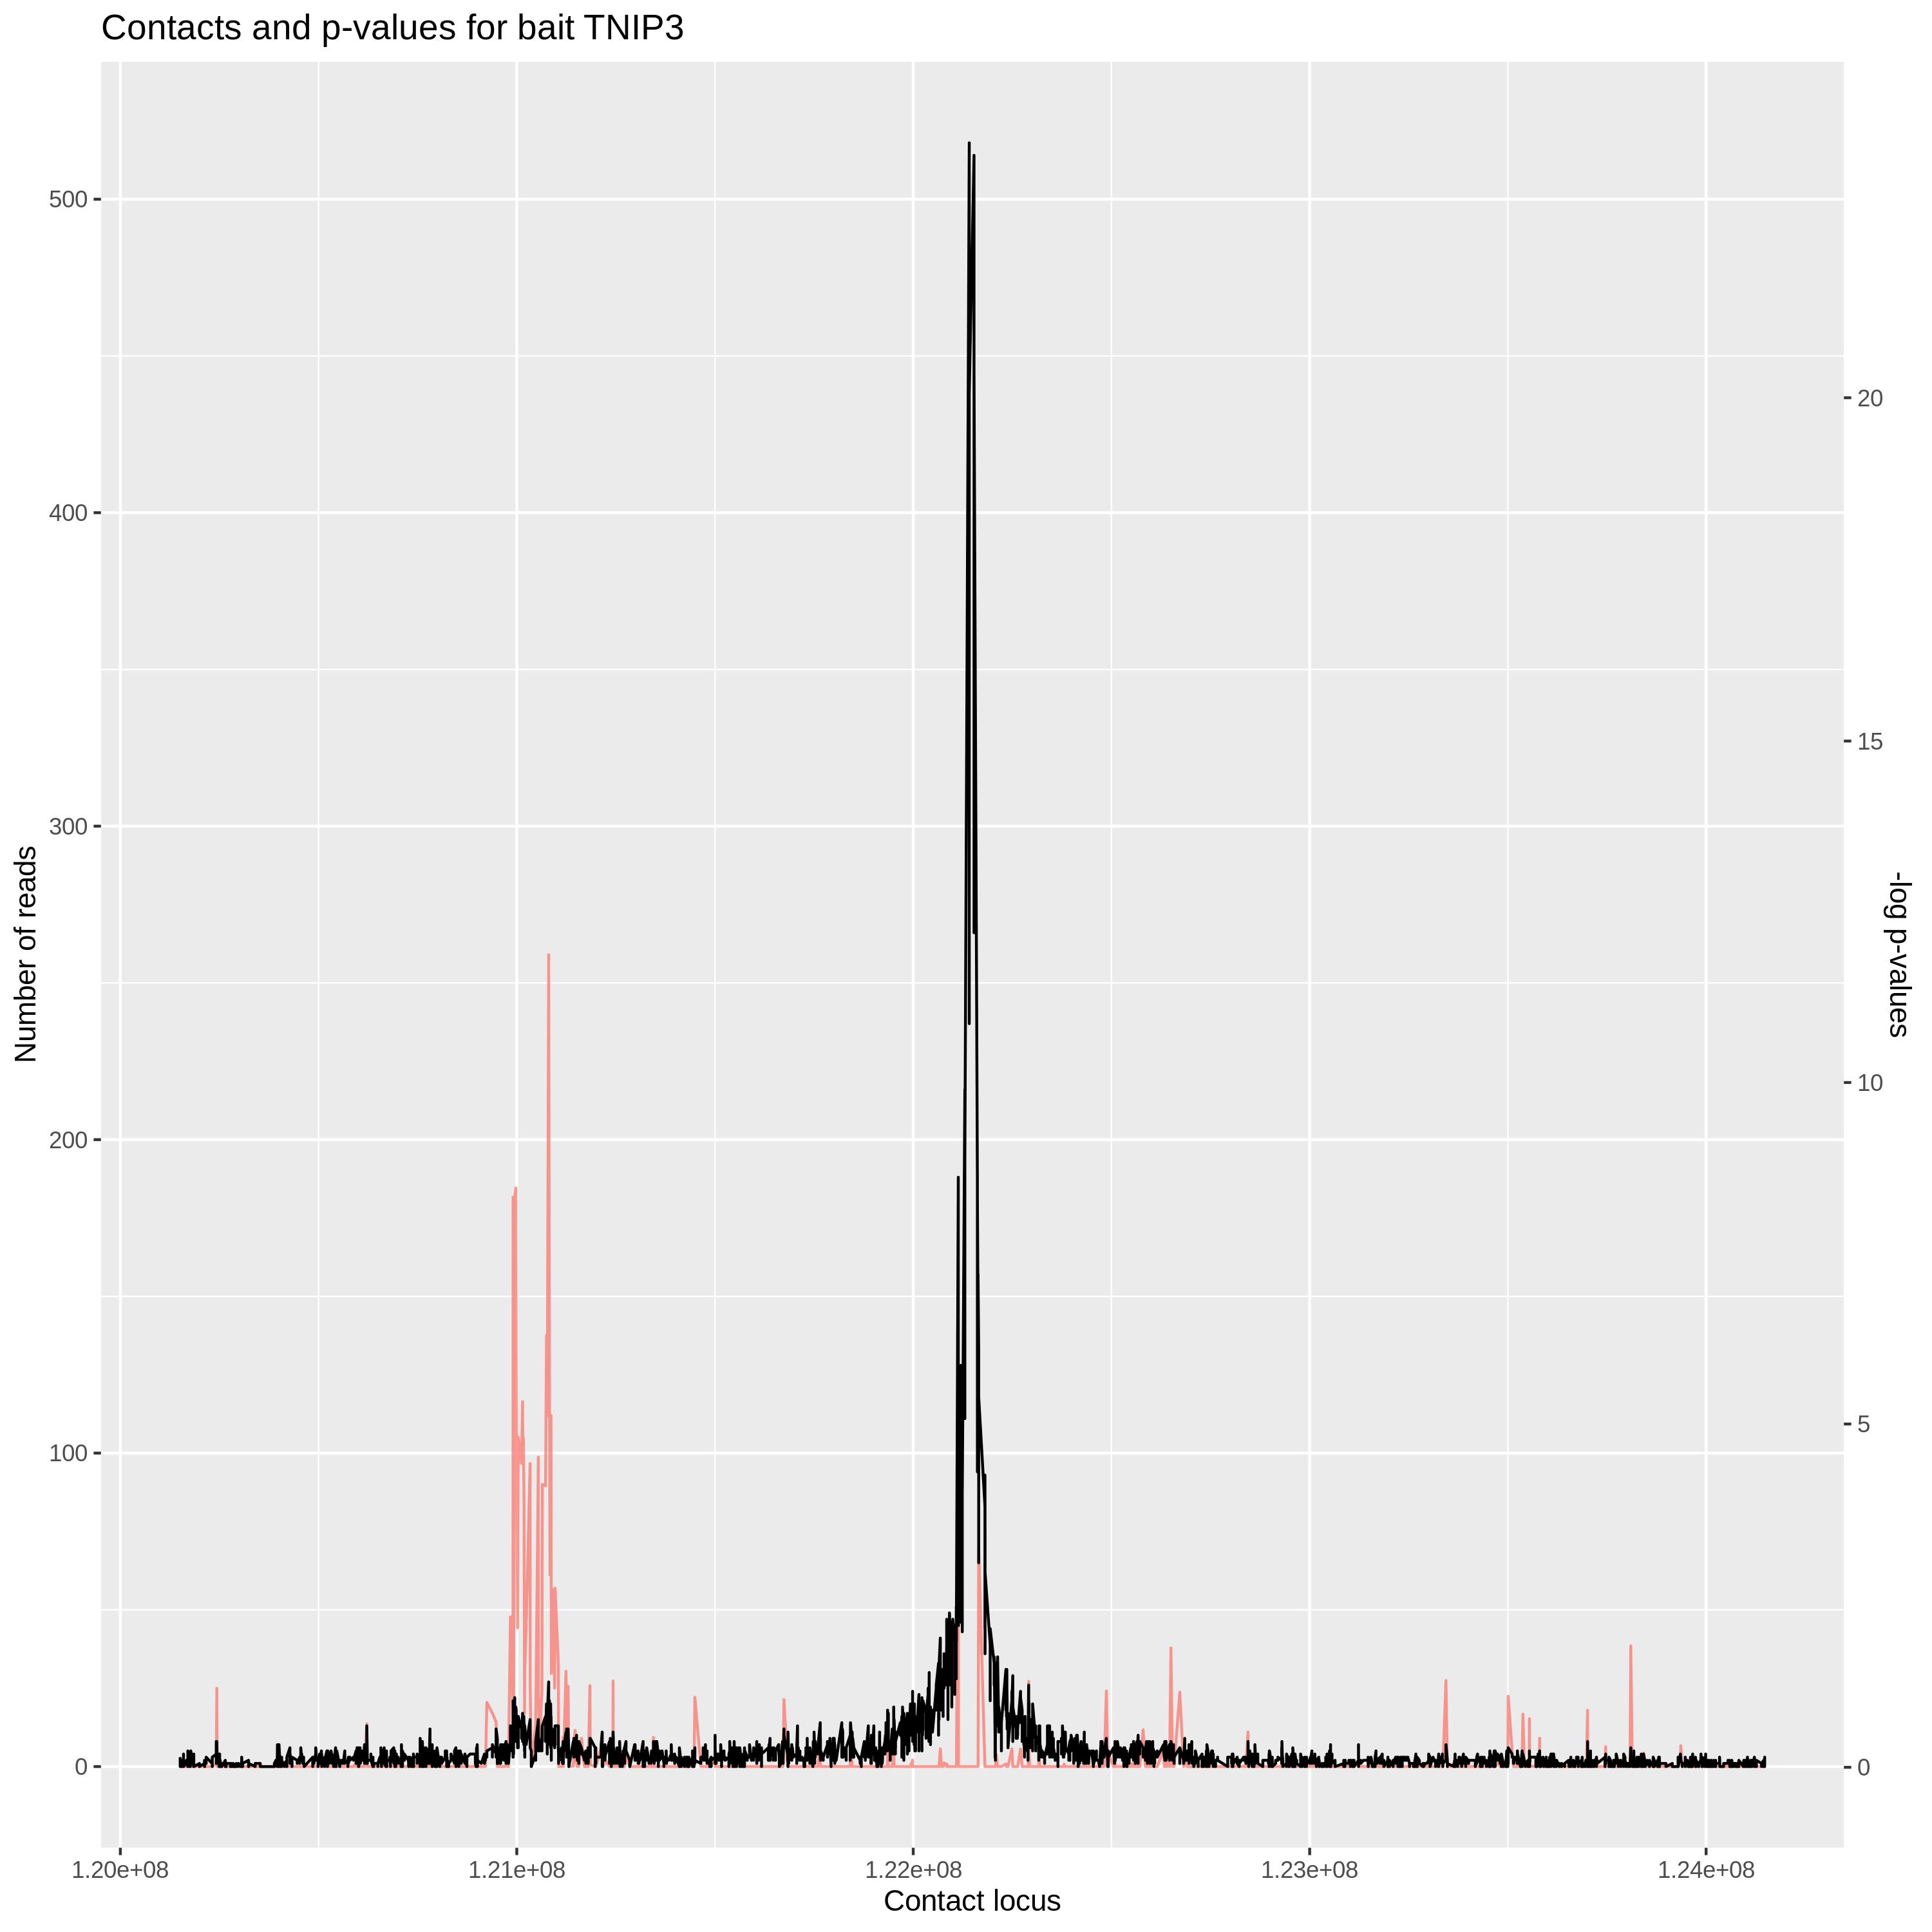 Contacts and p-values for bait TNIP3
500
400
300
200
100
0
Number of reads
20
15
10
5
0
-log p-values
1.20e+08
1.21e+08
1.22e+08
1.23e+08
1.24e+08
Contact locus